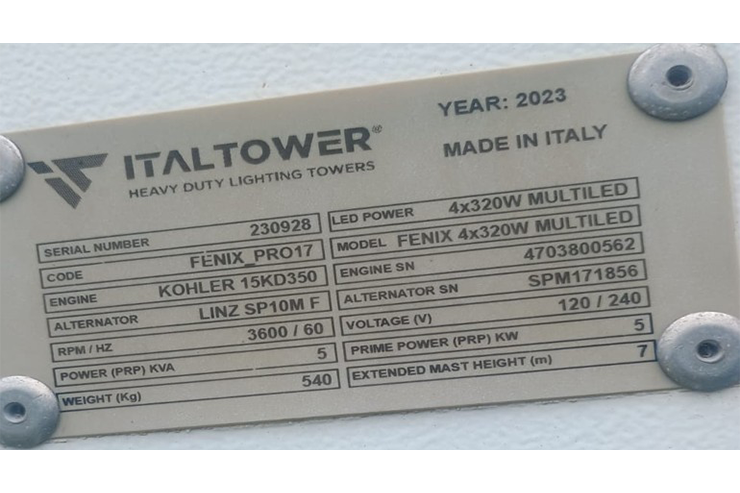 ITALTOWER®
HEAVY DUTY LIGHTING TOWERS
YEAR: 2023
MADE IN ITALY
SERIAL NUMBER 230928
CODE FENIX_PRO17
ENGINE KOHLER 15KD350
ALTERNATOR LINZ SP10M F
RPM / HZ 3600 / 60
POWER (PRP) KVA 5
WEIGHT (Kg) 540
LED POWER 4x320W MULTILED
MODEL FENIX 4x320W MULTILED
ENGINE SN 4703800562
ALTERNATOR SN SPM171856
VOLTAGE (V) 120 / 240
PRIME POWER (PRP) KW 5
EXTENDED MAST HEIGHT (m) 7